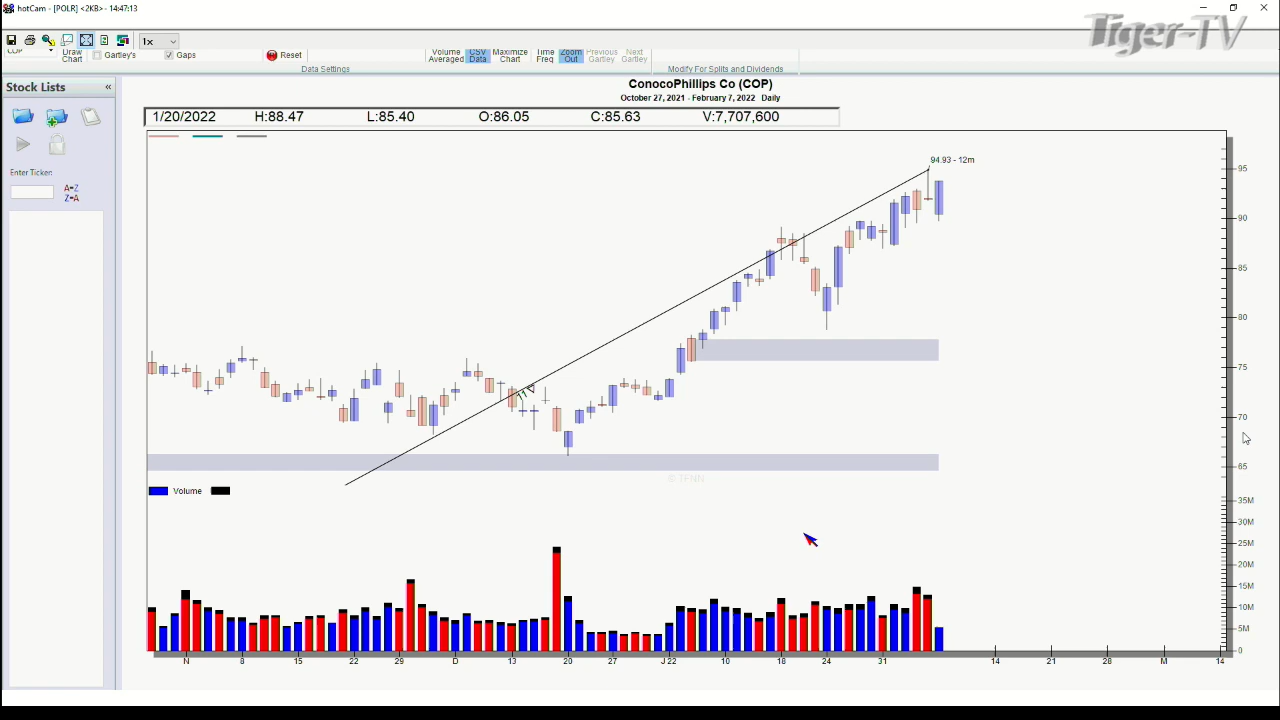 hotCam - [POLR] <2KB> - 14:47:13
Tiger-TV
1x
COP Draw Chart Gartley's Gaps Reset Volume Averaged CSV Data Maximize Chart Time Freq Zoom Out Previous Gartley Next Gartley
Data Settings Modify For Splits and Dividends
Stock Lists «
ConocoPhillips Co (COP)
October 27, 2021 - February 7, 2022 Daily
1/20/2022 H:88.47 L:85.40 O:86.05 C:85.63 V:7,707,600
Enter Ticker:
A=Z
Z=A
94.93 - 12m
95
90
85
80
75
70
65
© TFNN
Volume
35M
30M
25M
20M
15M
10M
5M
0
N 8 15 22 29 D 13 20 27 J 22 10 18 24 31 14 21 28 M 14